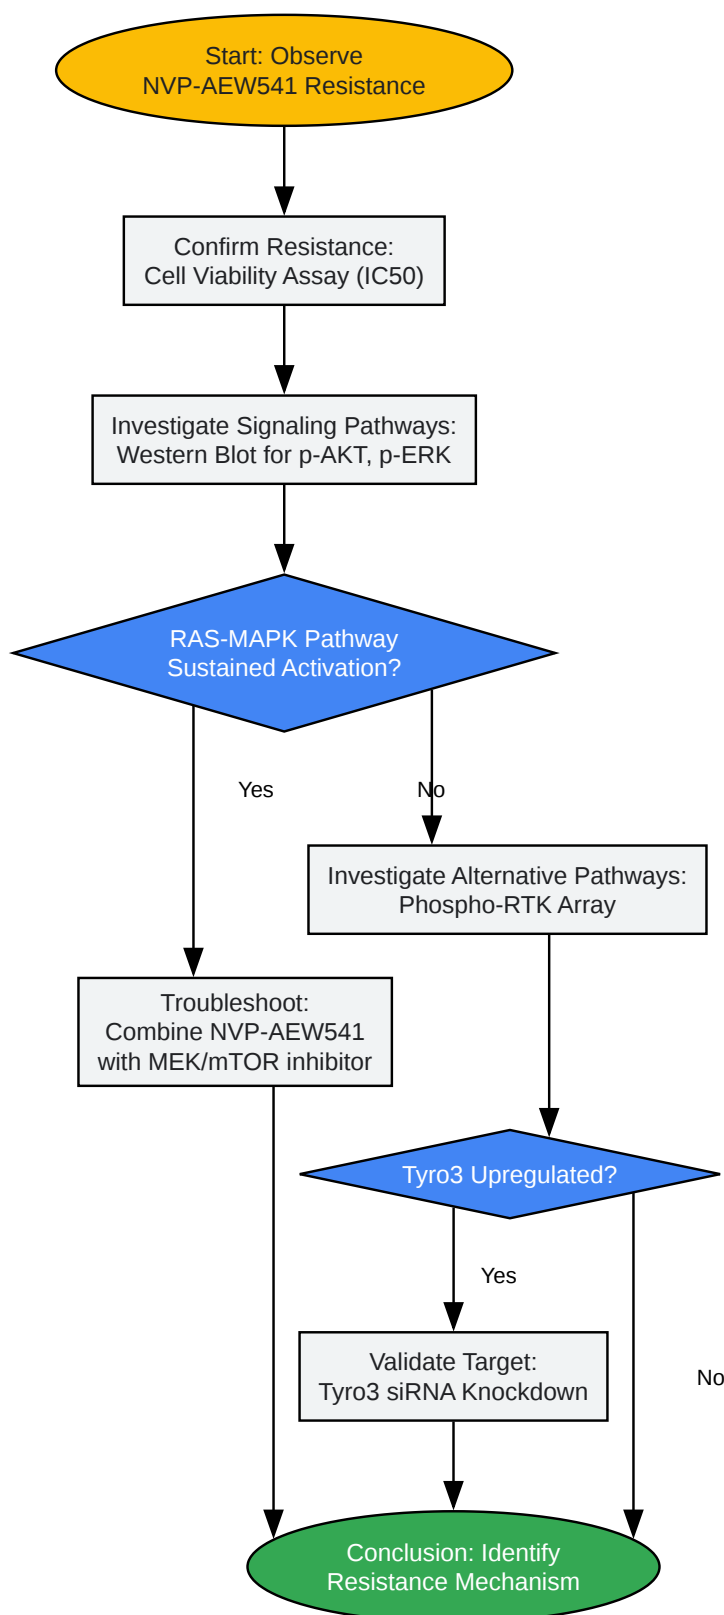 Start: Observe
NVP-AEW541 Resistance
Confirm Resistance:
Cell Viability Assay (IC50)
Investigate Signaling Pathways:
Western Blot for p-AKT, p-ERK
RAS-MAPK Pathway
Sustained Activation?
Yes
No
Investigate Alternative Pathways:
Phospho-RTK Array
Troubleshoot:
Combine NVP-AEW541
with MEK/mTOR inhibitor
Tyro3 Upregulated?
Yes
Validate Target:
Tyro3 siRNA Knockdown
No
Conclusion: Identify
Resistance Mechanism